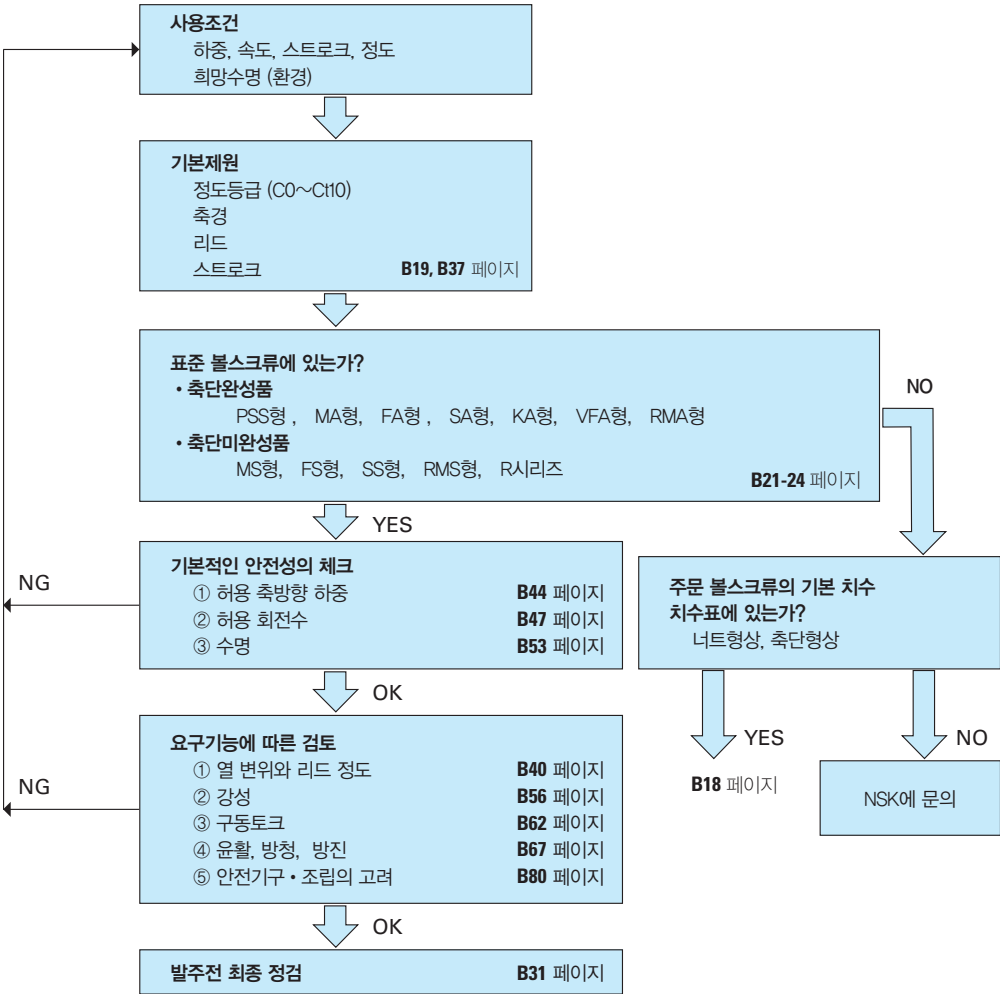 사용조건
하중, 속도, 스트로크, 정도
희망수명 (환경)
기본제원
정도등급 (C0～Ct10)
축경
리드
스트로크 B19, B37 페이지
표준 볼스크류에 있는가?
• 축단완성품
PSS형, MA형, FA형, SA형, KA형, VFA형, RMA형
• 축단미완성품
MS형, FS형, SS형, RMS형, R시리즈
B21-24 페이지
NO
YES
기본적인 안전성의 체크
① 허용 축방향 하중 B44 페이지
② 허용 회전수 B47 페이지
③ 수명 B53 페이지
NG
주문 볼스크류의 기본 치수
치수표에 있는가?
너트형상, 축단형상
OK
YES
NO
B18 페이지
NSK에 문의
요구기능에 따른 검토
① 열 변위와 리드 정도 B40 페이지
② 강성 B56 페이지
③ 구동토크 B62 페이지
④ 윤활, 방청, 방진 B67 페이지
⑤ 안전기구・조립의 고려 B80 페이지
NG
OK
발주전 최종 정검 B31 페이지